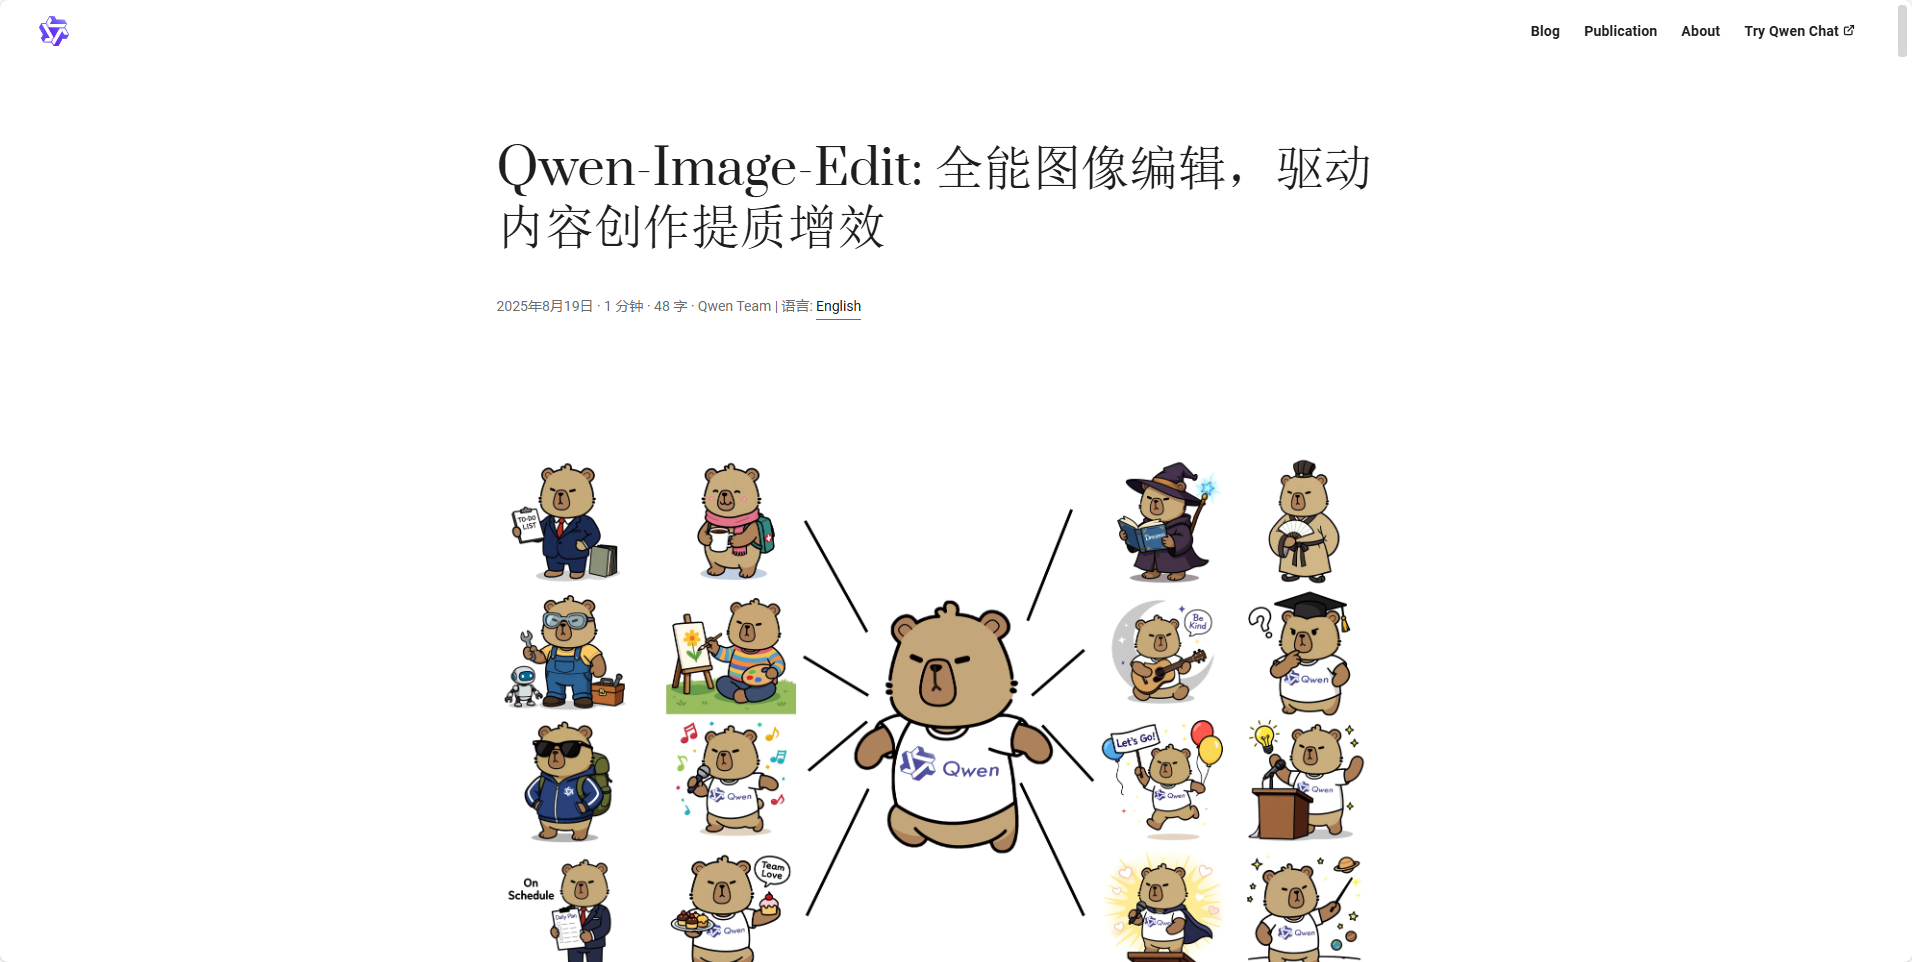 Blog Publication About Try Qwen Chat
Qwen-Image-Edit: 全能图像编辑，驱动
内容创作提质增效
2025年8月19日 · 1 分钟 · 48 字 · Qwen Team | 语言: English
TO-DO
LIST
Dreams
Be
Kind
Qwen
Qwen
Qwen
Let's Go!
Qwen
Qwen
On
Schedule
Daily Plan
Team
Love
Qwen
Qwen
Qwen